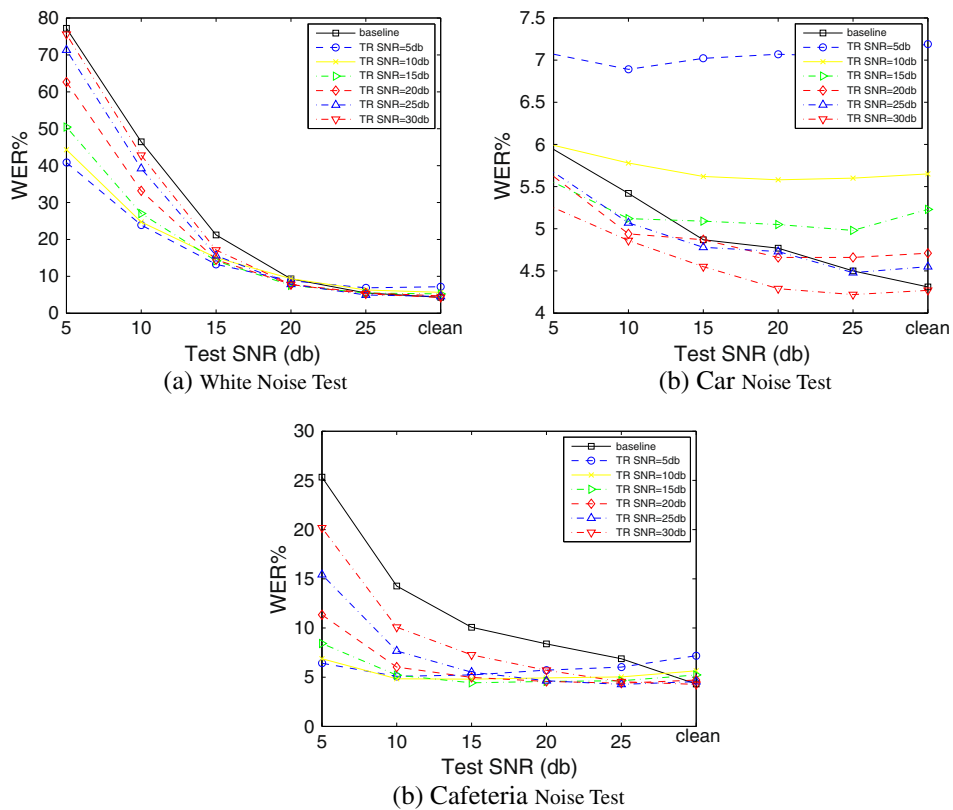 80
70
60
50
40
30
20
10
0
WER%
baseline
TR SNR=5db
TR SNR=10db
TR SNR=15db
TR SNR=20db
TR SNR=25db
TR SNR=30db
5 10 15 20 25 clean
Test SNR (db)
(a) White Noise Test
7.5
7
6.5
6
5.5
5
4.5
4
WER%
baseline
TR SNR=5db
TR SNR=10db
TR SNR=15db
TR SNR=20db
TR SNR=25db
TR SNR=30db
5 10 15 20 25 clean
Test SNR (db)
(b) Car Noise Test
30
25
20
15
10
5
0
WER%
baseline
TR SNR=5db
TR SNR=10db
TR SNR=15db
TR SNR=20db
TR SNR=25db
TR SNR=30db
5 10 15 20 25 clean
Test SNR (db)
(b) Cafeteria Noise Test